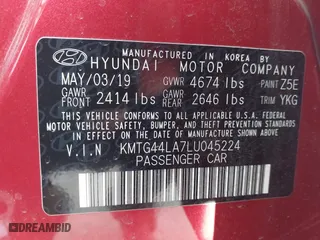 MANUFACTURED IN KOREA BY
HYUNDAI MOTOR COMPANY
MAY/03/19 GVWR 4674 lbs PAINT Z5E
GAWR FRONT 2414 lbs GAWR REAR 2646 lbs TRIM YKG
THIS VEHICLE CONFORMS TO ALL APPLICABLE U.S.
FEDERAL MOTOR VEHICLE SAFETY, BUMPER, AND THEFT
PREVENTION STANDARDS IN EFFECT ON THE DATE OF
MANUFACTURE SHOWN ABOVE.
V.I.N KMTG44LA7LU045224
PASSENGER CAR
DREAMBID